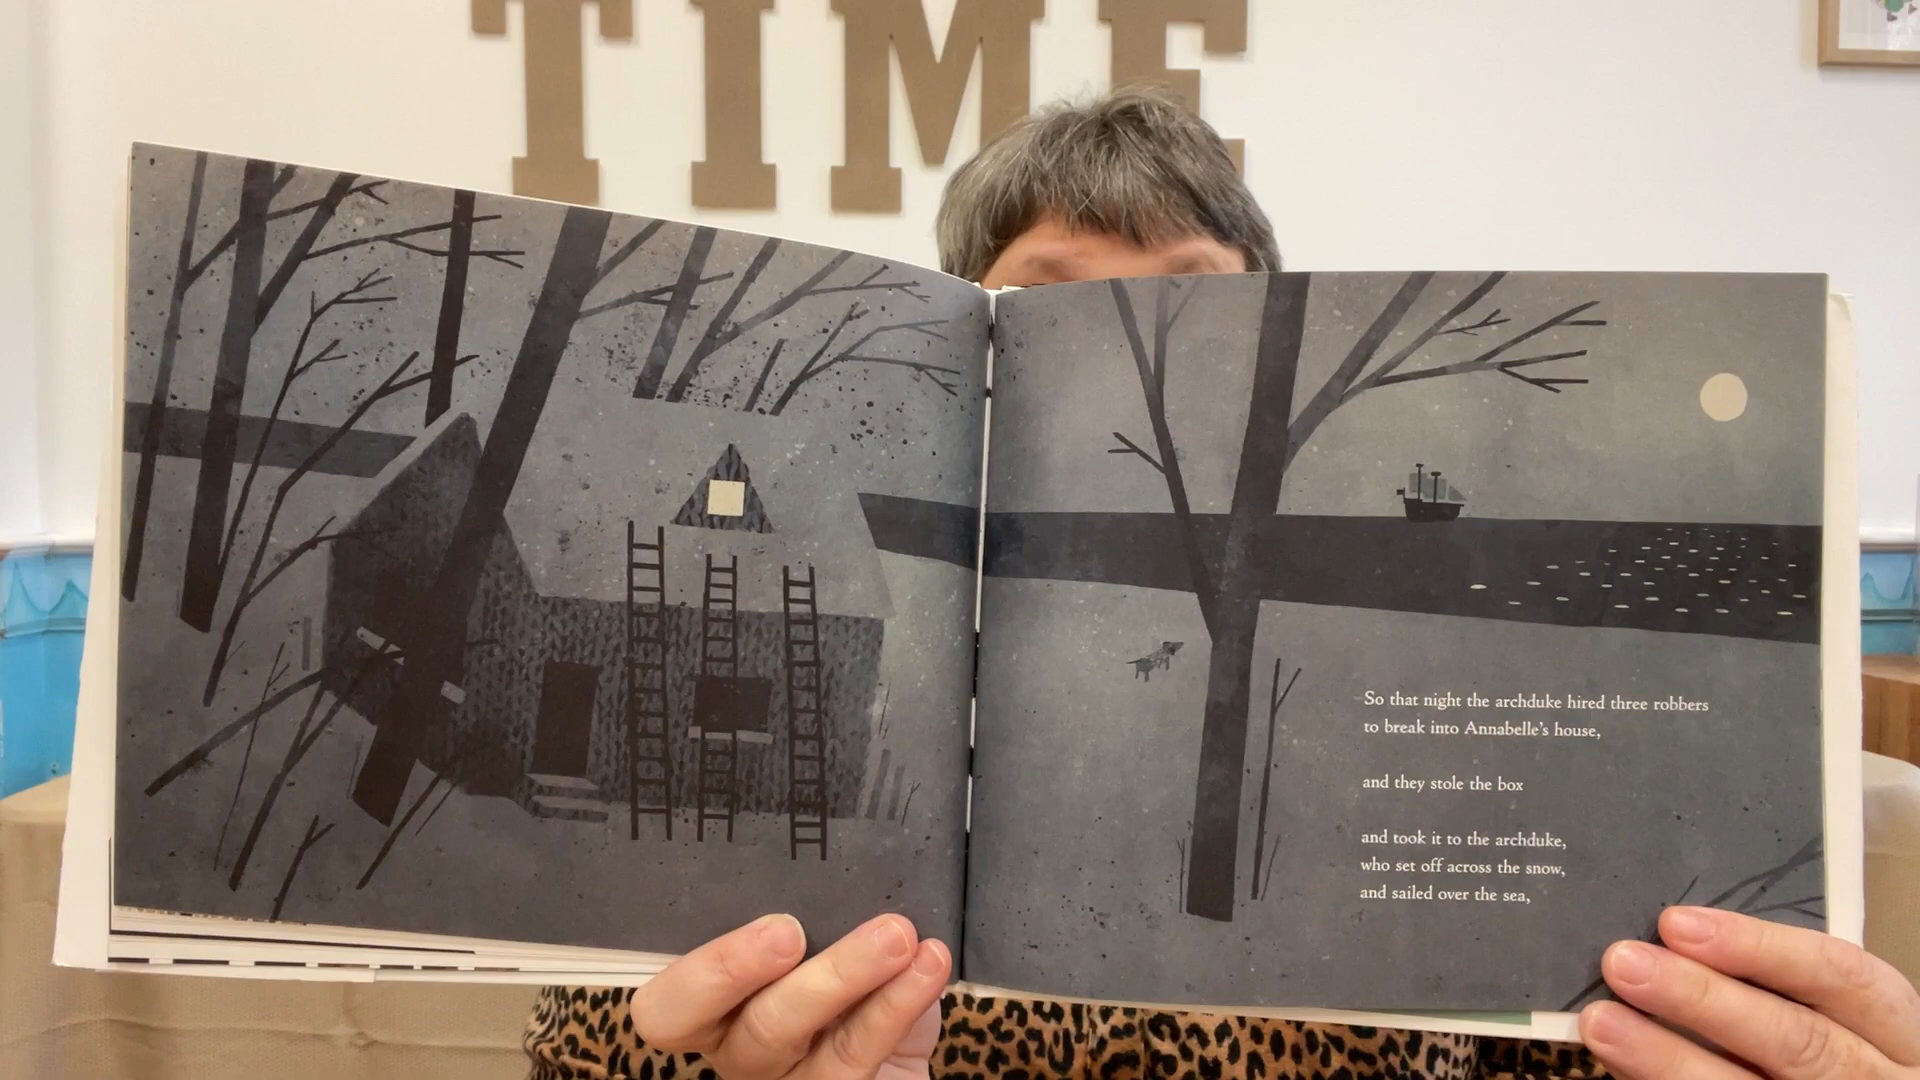 TIME
So that night the archduke hired three robbers
to break into Annabelle's house,
and they stole the box
and took it to the archduke,
who set off across the snow,
and sailed over the sea,